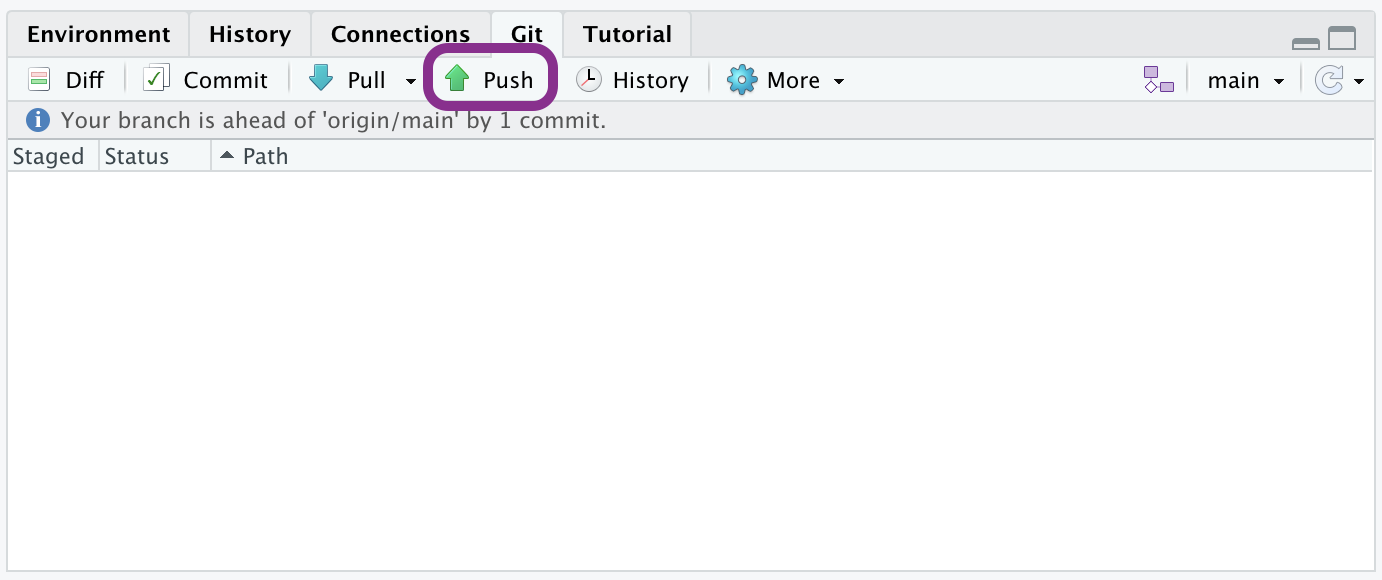 Environment History Connections Git Tutorial
Diff Commit Pull Push History More main
Your branch is ahead of 'origin/main' by 1 commit.
Staged Status Path